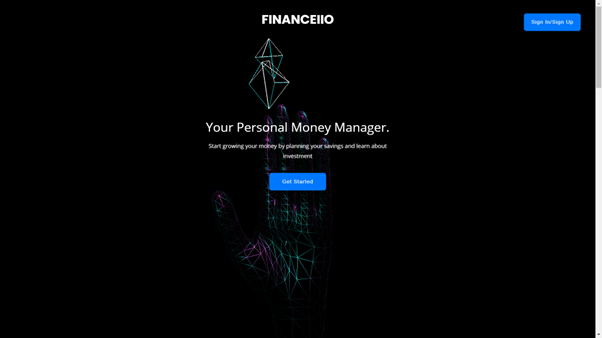 FINANCEIIO
Sign In/Sign Up
Your Personal Money Manager.
Start growing your money by planning your savings and learn about
investment
Get Started